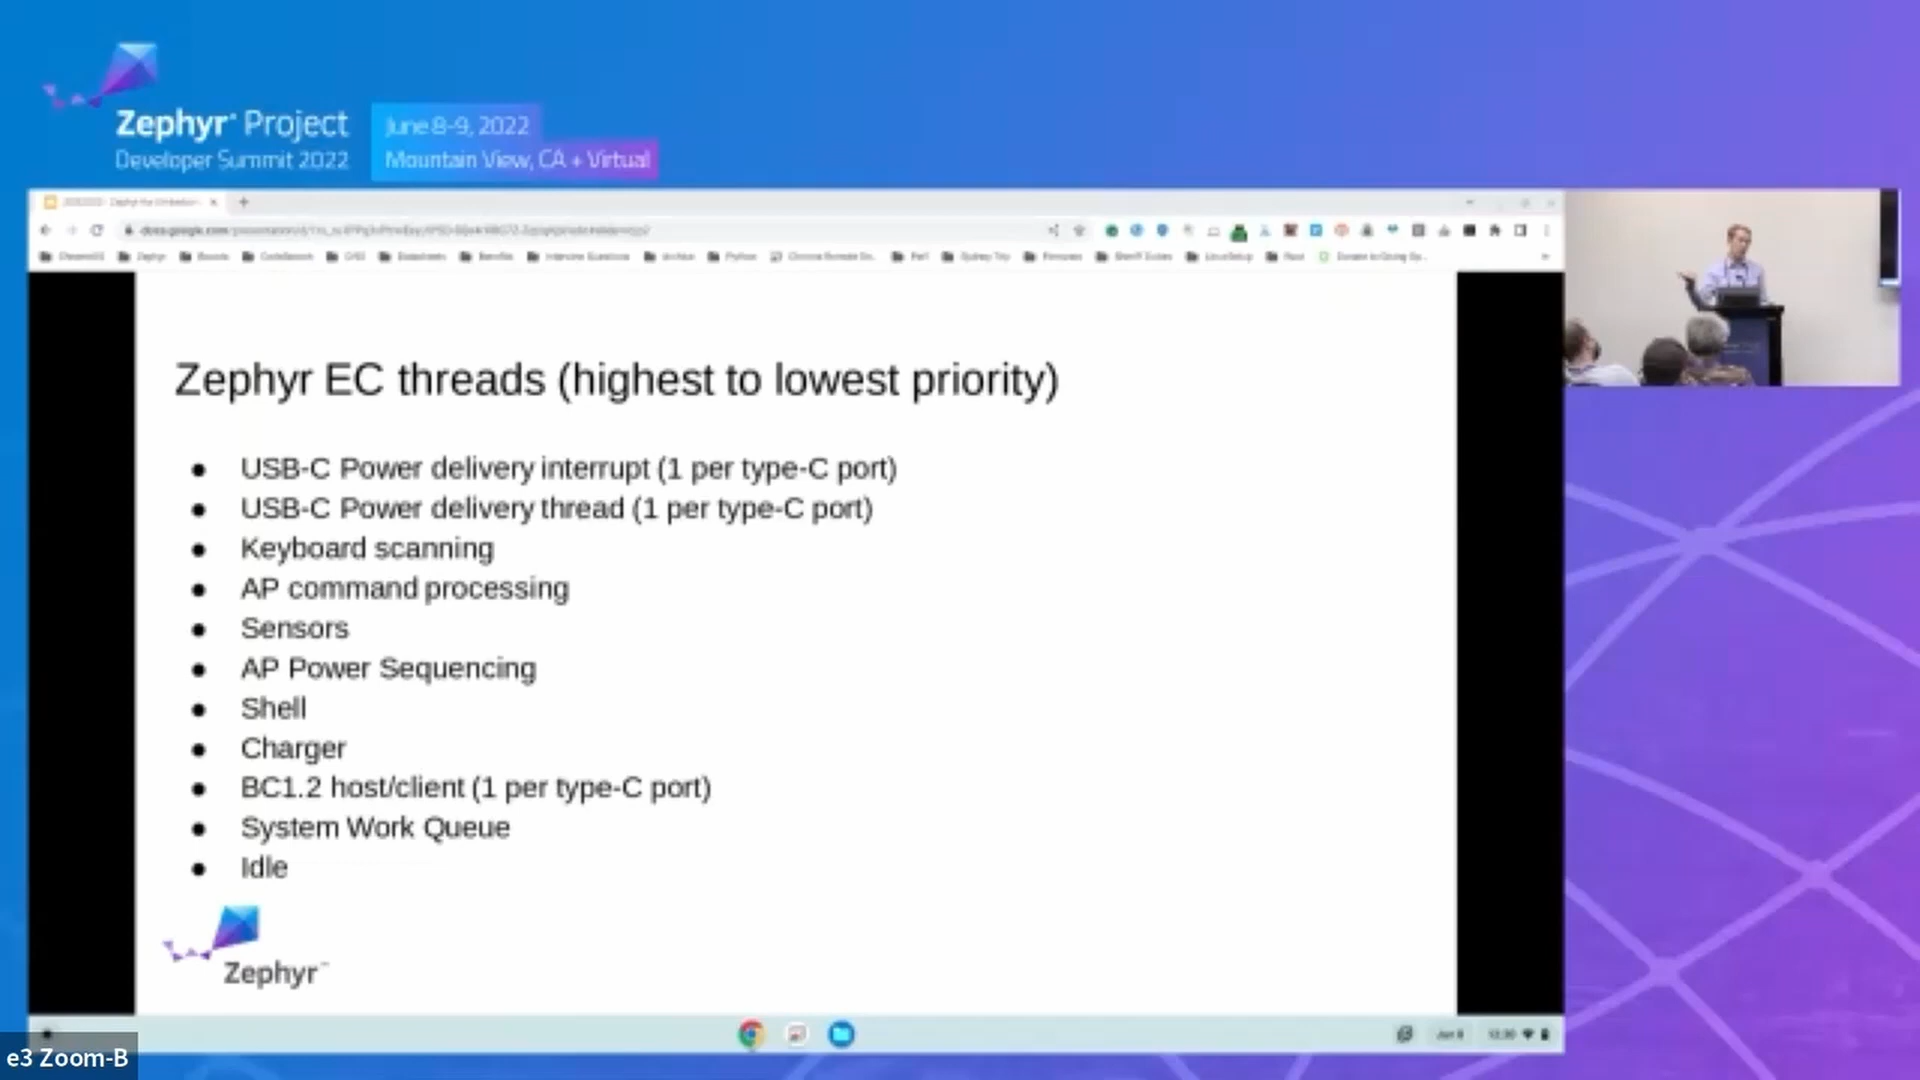 Zephyr Project
Developer Summit 2022
June 8-9, 2022
Mountain View, CA + Virtual
Zephyr EC threads (highest to lowest priority)
● USB-C Power delivery interrupt (1 per type-C port)
● USB-C Power delivery thread (1 per type-C port)
● Keyboard scanning
● AP command processing
● Sensors
● AP Power Sequencing
● Shell
● Charger
● BC1.2 host/client (1 per type-C port)
● System Work Queue
● Idle
Zephyr™
e3 Zoom-B